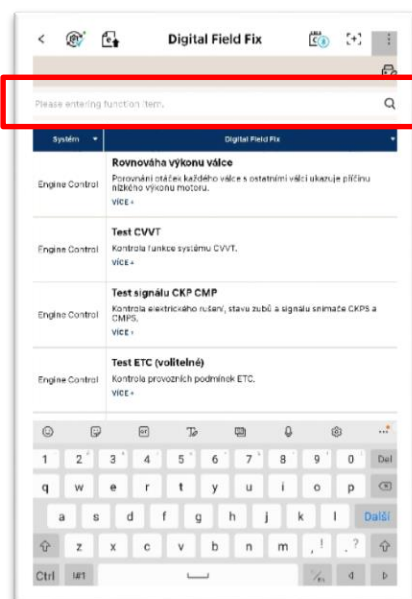 Digital Field Fix
Please entering function item.
Systém
Digital Field Fix
Rovnováha výkonu válce
Engine Control
Porovnání otáček každého válce s ostatními válci ukazuje příčinu
nízkého výkonu motoru.
VÍCE +
Test CVVT
Engine Control
Kontrola funkce systému CVVT.
VÍCE +
Test signálu CKP CMP
Engine Control
Kontrola elektrického rušení, stavu zubů a signálu snímače CKPS a
CMPS.
VÍCE +
Test ETC (volitelné)
Engine Control
Kontrola provozních podmínek ETC.
VÍCE +
1 2 3 4 5 6 7 8 9 0 Del
q w e r t y u i o p
a s d f g h j k l Další
z x c v b n m , ! . ?
Ctrl !#1